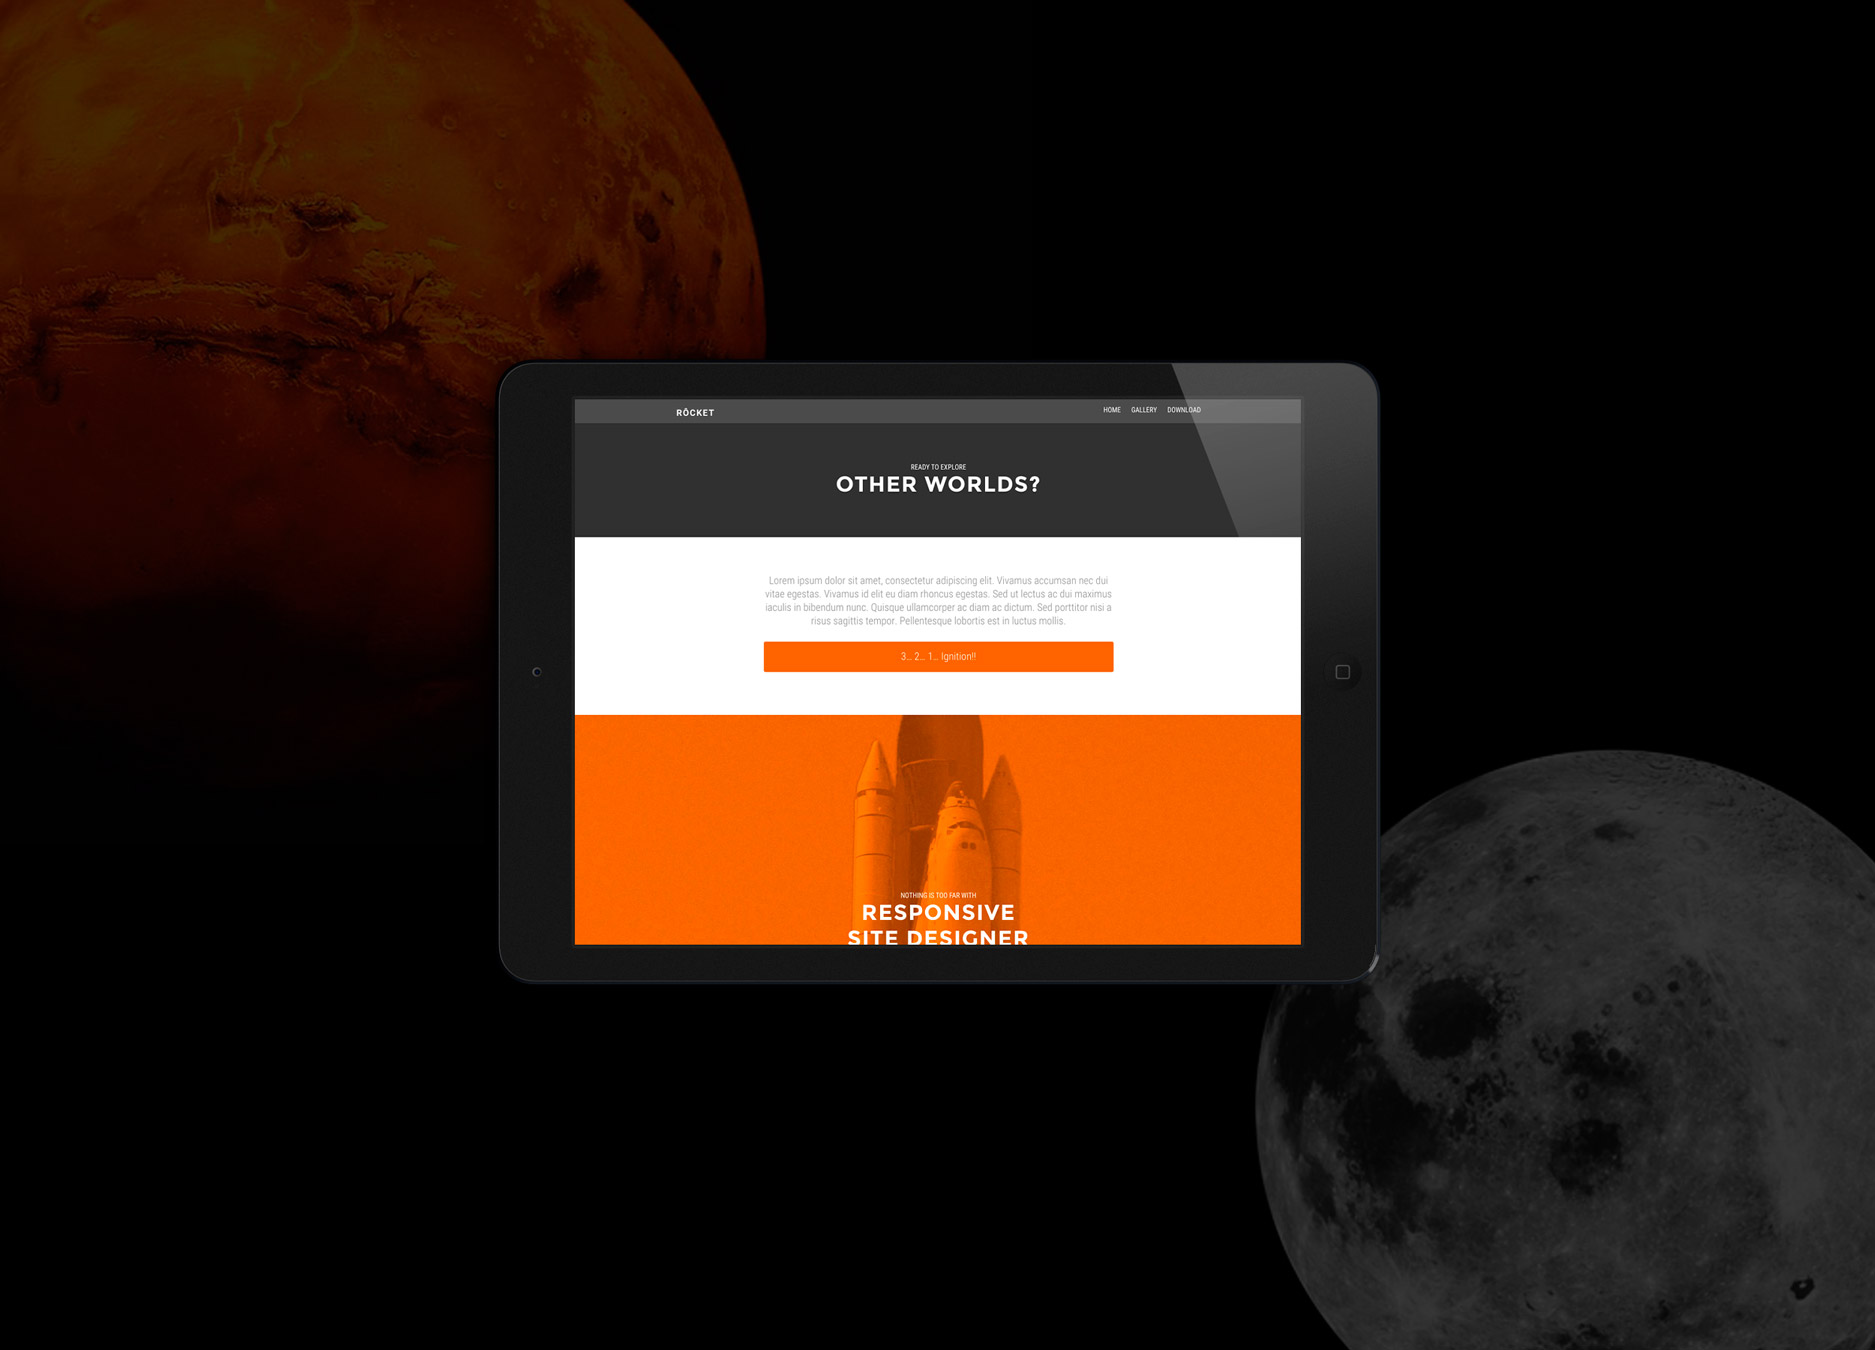 RÖCKET
HOME GALLERY DOWNLOAD
READY TO EXPLORE
OTHER WORLDS?
Lorem ipsum dolor sit amet, consectetur adipiscing elit. Vivamus accumsan nec dui
vitae egestas. Vivamus id elit eu diam rhoncus egestas. Sed ut lectus ac dui maximus
iaculis in bibendum nunc. Quisque ullamcorper ac diam ac dictum. Sed porttitor nisi a
risus sagittis tempor. Pellentesque lobortis est in luctus mollis.
3... 2... 1... Ignition!!
NOTHING IS TOO FAR WITH
RESPONSIVE
SITE DESIGNER